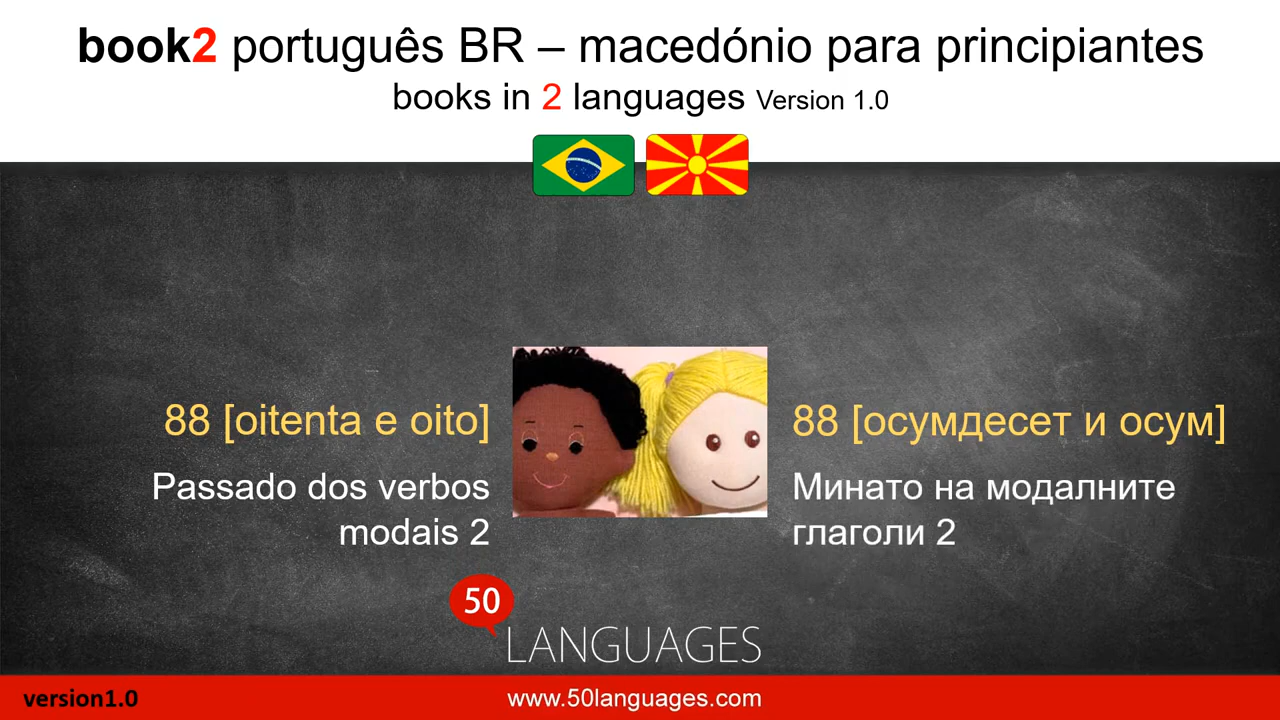 book2 português BR – macedónio para principiantes
books in 2 languages Version 1.0
88 [oitenta e oito]
Passado dos verbos
modais 2
88 [осумдесет и осум]
Минато на модалните
глаголи 2
50
LANGUAGES
version1.0
www.50languages.com